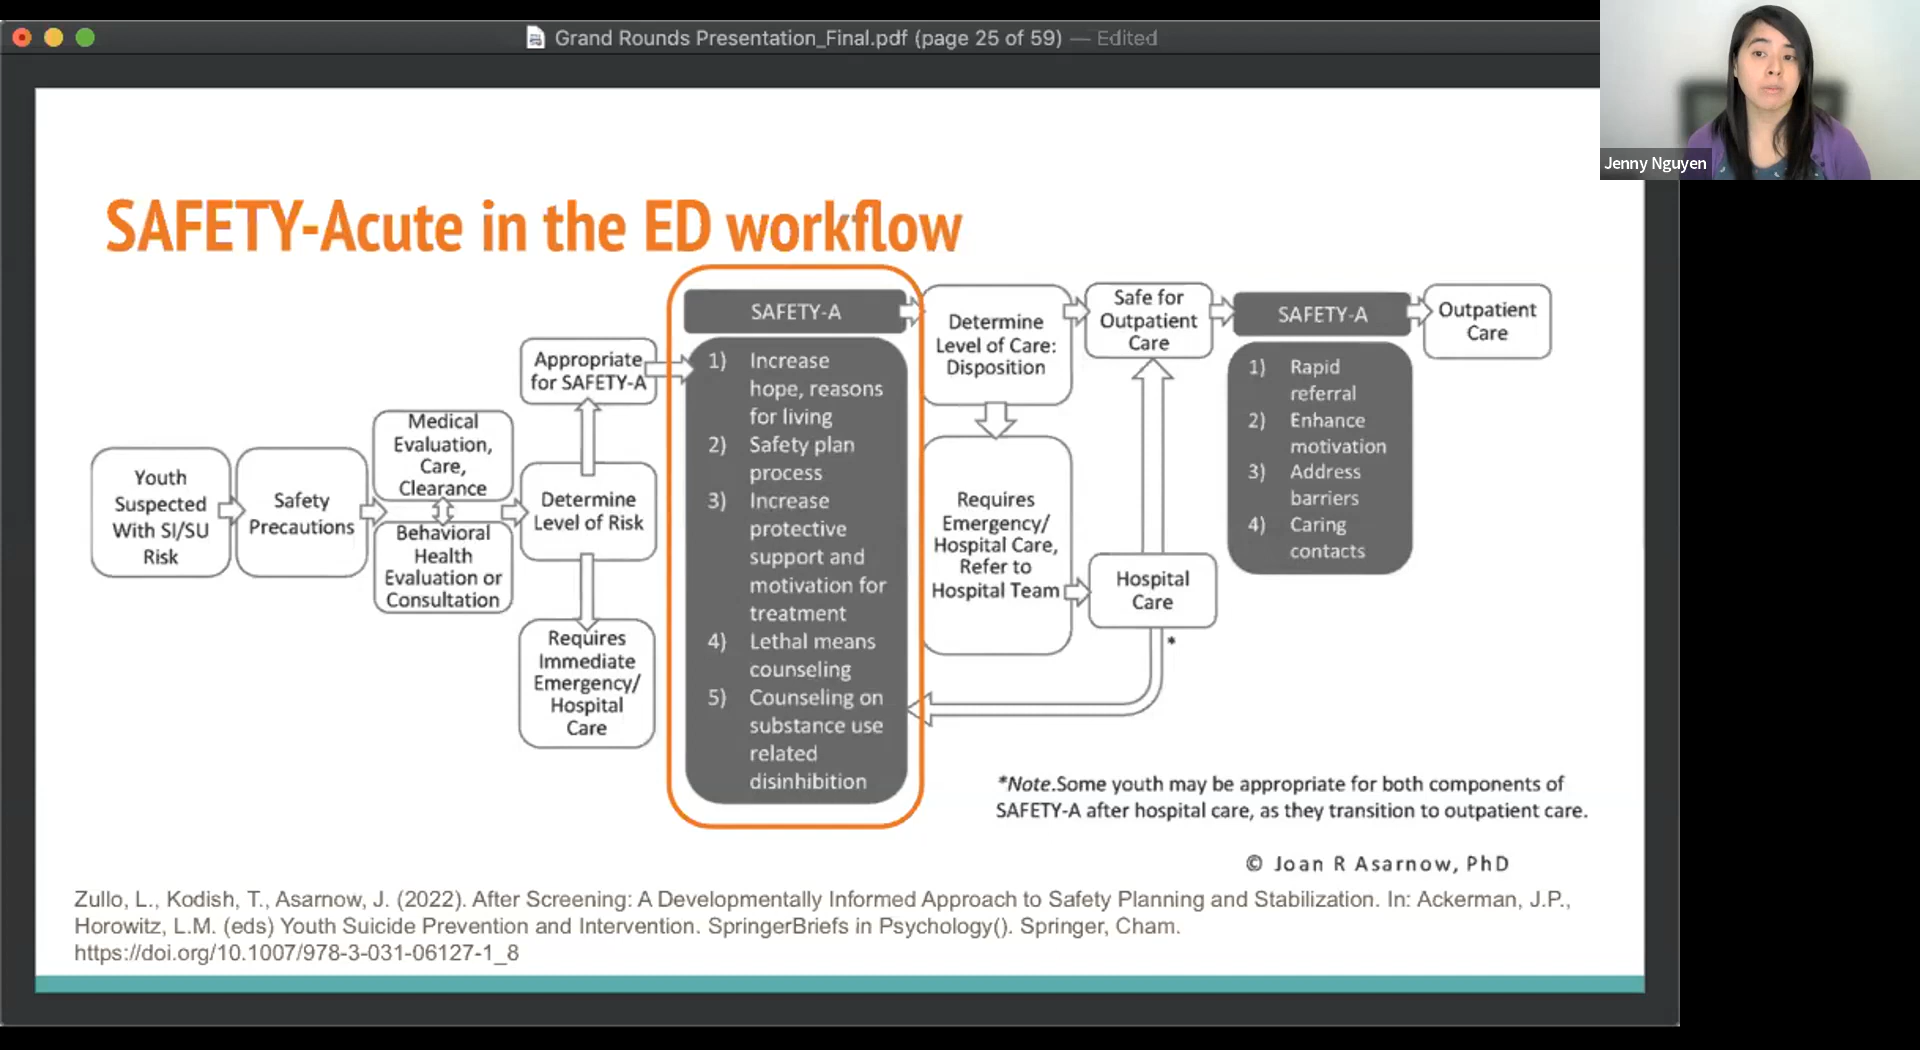 Grand Rounds Presentation_Final.pdf (page 25 of 59) — Edited
Jenny Nguyen
SAFETY-Acute in the ED workflow
Youth
Suspected
With SI/SU
Risk
Safety
Precautions
Medical
Evaluation,
Care,
Clearance
Behavioral
Health
Evaluation or
Consultation
Appropriate
for SAFETY-A
Determine
Level of Risk
Requires
Immediate
Emergency/
Hospital
Care
SAFETY-A
1) Increase
hope, reasons
for living
2) Safety plan
process
3) Increase
protective
support and
motivation for
treatment
4) Lethal means
counseling
5) Counseling on
substance use
related
disinhibition
Determine
Level of Care:
Disposition
Requires
Emergency/
Hospital Care,
Refer to
Hospital Team
Safe for
Outpatient
Care
Hospital
Care
*
SAFETY-A
1) Rapid
referral
2) Enhance
motivation
3) Address
barriers
4) Caring
contacts
Outpatient
Care
*Note.Some youth may be appropriate for both components of
SAFETY-A after hospital care, as they transition to outpatient care.
© Joan R Asarnow, PhD
Zullo, L., Kodish, T., Asarnow, J. (2022). After Screening: A Developmentally Informed Approach to Safety Planning and Stabilization. In: Ackerman, J.P.,
Horowitz, L.M. (eds) Youth Suicide Prevention and Intervention. SpringerBriefs in Psychology(). Springer, Cham.
https://doi.org/10.1007/978-3-031-06127-1_8